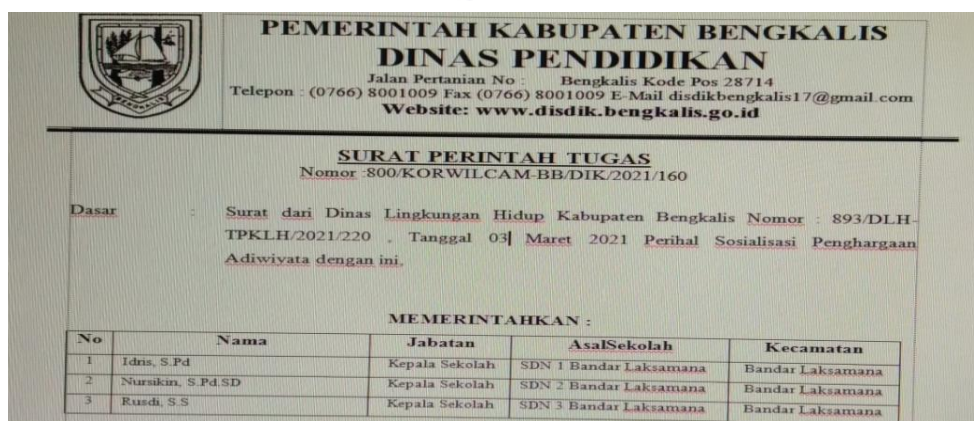 PEMERINTAH KABUPATEN BENGKALIS
DINAS PENDIDIKAN
Jalan Pertanian No : Bengkalis Kode Pos 28714
Telepon : (0766) 8001009 Fax (0766) 8001009 E-Mail disdikbengkalis17@gmail.com
Website: www.disdik.bengkalis.go.id
BENGKALIS
SURAT PERINTAH TUGAS
Nomor :800/KORWILCAM-BB/DIK/2021/160
Dasar : Surat dari Dinas Lingkungan Hidup Kabupaten Bengkalis Nomor : 893/DLH-
TPKLH/2021/220 , Tanggal 03 Maret 2021 Perihal Sosialisasi Penghargaan
Adiwiyata dengan ini,
MEMERINTAHKAN :
No Nama Jabatan AsalSekolah Kecamatan
1 Idris, S.Pd Kepala Sekolah SDN 1 Bandar Laksamana Bandar Laksamana
2 Nursikin, S.Pd.SD Kepala Sekolah SDN 2 Bandar Laksamana Bandar Laksamana
3 Rusdi, S.S Kepala Sekolah SDN 3 Bandar Laksamana Bandar Laksamana